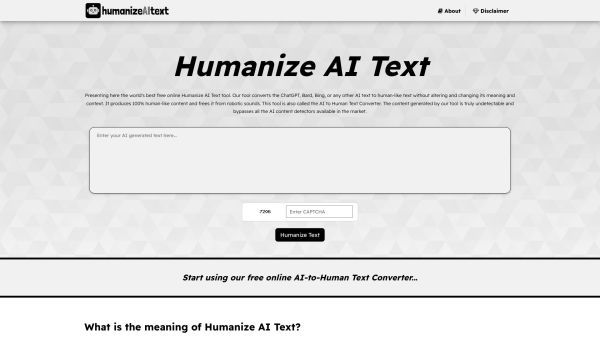 humanizeAItext
About
Disclaimer
Humanize AI Text
Presenting here the world's best free online Humanize AI Text tool. Our tool converts the ChatGPT, Bard, Bing, or any other AI text to human-like text without altering and changing its meaning and
context. It produces 100% human-like content and frees it from robotic sounds. This tool is also called the AI to Human Text Converter. The content generated by our tool is truly undetectable and
bypasses all the AI content detectors available in the market.
Enter your AI generated text here...
Enter CAPTCHA
Humanize Text
Start using our free online AI-to-Human Text Converter...
What is the meaning of Humanize AI Text?